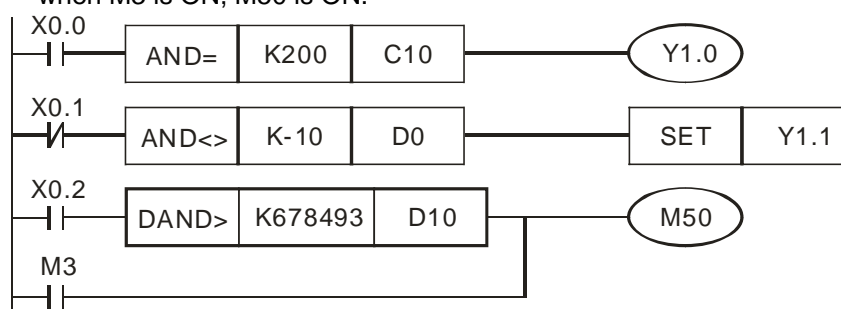 when M3 is ON, M50 is ON.
X0.0
AND= K200 C10 Y1.0
X0.1
AND<> K-10 D0 SET Y1.1
X0.2
DAND> K678493 D10 M50
M3